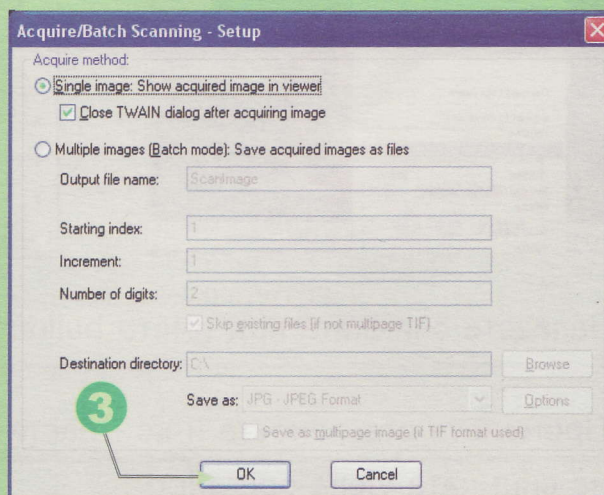 Acquire/Batch Scanning - Setup
Acquire method:
Single image: Show acquired image in viewer
Close TWAIN dialog after acquiring image
Multiple images (Batch mode): Save acquired images as files
Output file name: ScanImage
Starting index: 1
Increment: 1
Number of digits: 2
Skip existing files (if not multipage TIF)
Destination directory: C:\ Browse
Save as: JPG - JPEG Format Options
Save as multipage image (if TIF format used)
3
OK Cancel